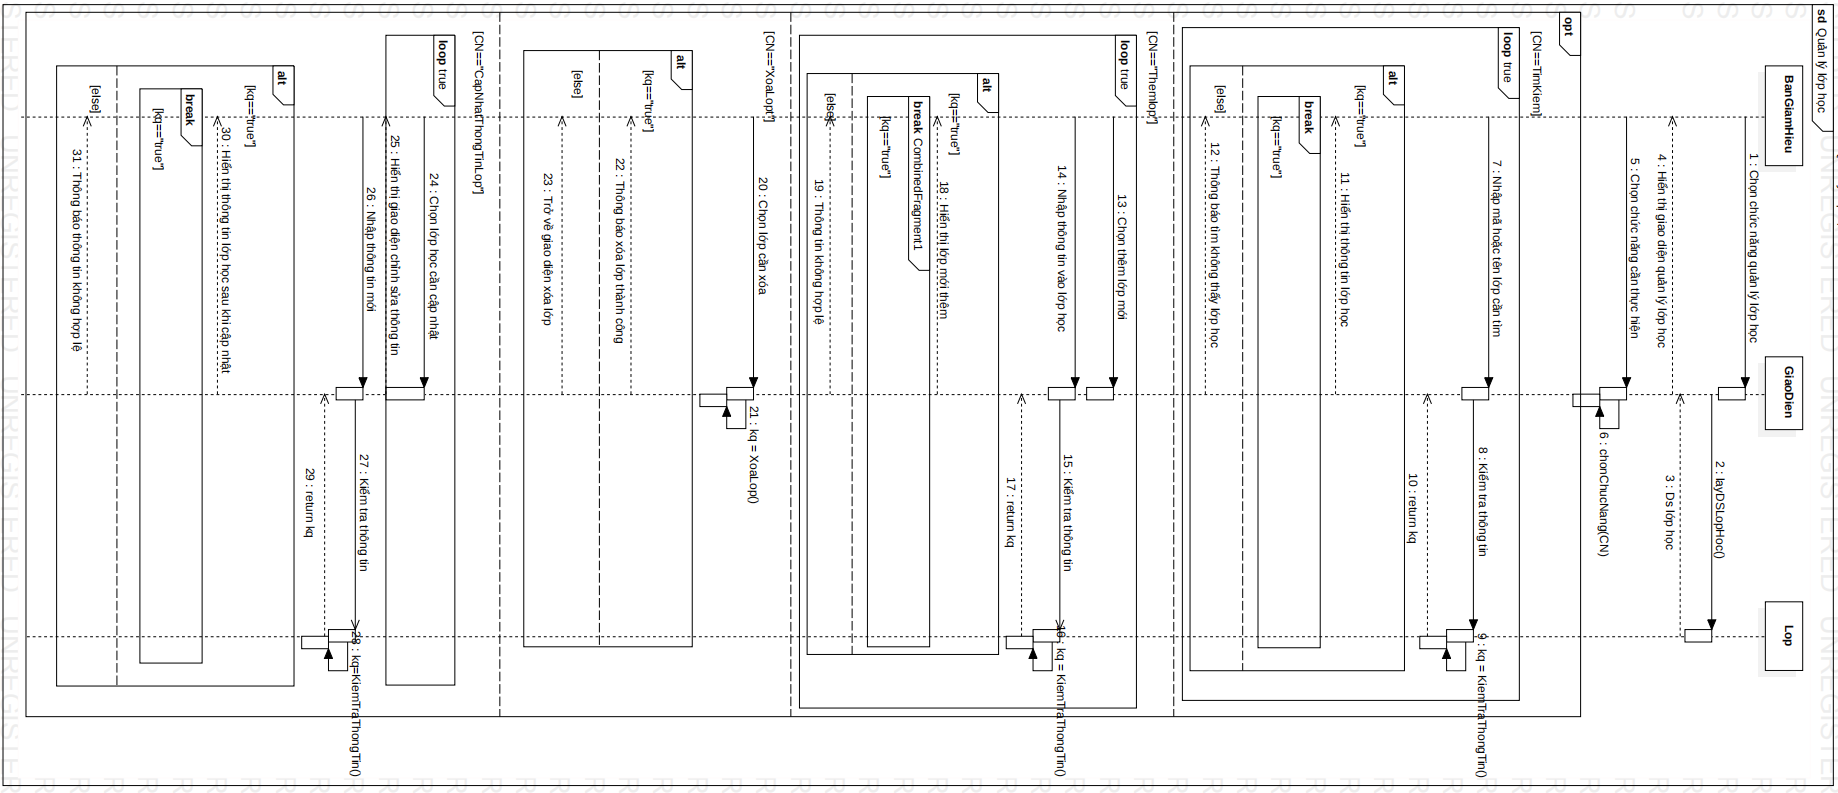 sd Quản lý lớp học
BanGiamHieu
GiaoDien
Lop
1 : Chọn chức năng quản lý lớp học
2 : layDSLopHoc()
3 : Ds lớp học
4 : Hiển thị giao diện quản lý lớp học
5 : Chọn chức năng cần thực hiện
6 : chonChucNang(CN)
opt
[CN==TimKiem]
loop true
7 : Nhập mã hoặc tên lớp cần tìm
8 : Kiểm tra thông tin
9 : kq = KiemTraThongTin()
10 : return kq
alt
[kq=="true"]
11 : Hiển thị thông tin lớp học
break
[kq=="true"]
[else]
12 : Thông báo tìm không thấy lớp học
[CN=="Themlop"]
loop true
13 : Chọn thêm lớp mới
14 : Nhập thông tin vào lớp học
15 : Kiểm tra thông tin
16 : kq = KiemTraThongTin()
17 : return kq
alt
[kq=="true"]
18 : Hiển thị lớp mới thêm
break CombinedFragment1
[kq=="true"]
[else]
19 : Thông tin không hợp lệ
[CN=="XoaLopt"]
20 : Chọn lớp cần xóa
21 : kq = XoaLop()
alt
[kq=="true"]
22 : Thông báo xóa lớp thành công
[else]
23 : Trở về giao diện xóa lớp
[CN=="CapNhatThongTinLop"]
loop true
24 : Chọn lớp học cần cập nhật
25 : Hiển thị giao diện chỉnh sửa thông tin
26 : Nhập thông tin mới
27 : Kiểm tra thông tin
28 : kq=KiemTraThongTin()
29 : return kq
alt
[kq=="true"]
30 : Hiển thị thông tin lớp học sau khi cập nhật
break
[kq=="true"]
[else]
31 : Thông báo thông tin không hợp lệ
UNREGISTERED